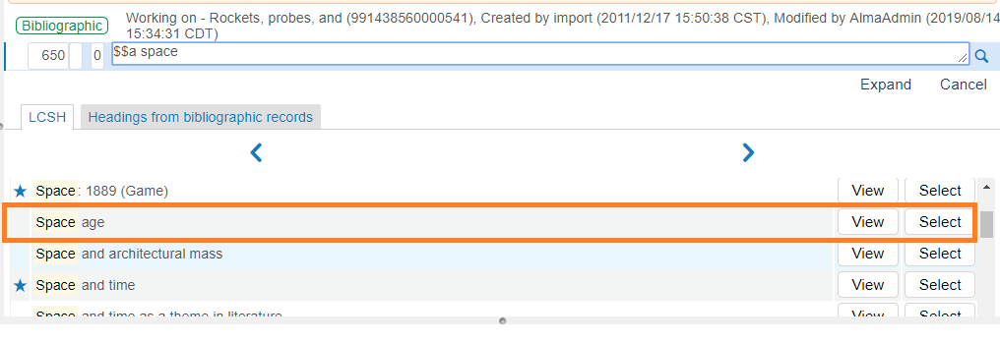 Bibliographic
Working on - Rockets, probes, and (991438560000541), Created by import (2011/12/17 15:50:38 CST), Modified by AlmaAdmin (2019/08/14
15:34:31 CDT)
650 0 $$a space
Expand Cancel
LCSH Headings from bibliographic records
Space: 1889 (Game) View Select
Space age View Select
Space and architectural mass View Select
Space and time View Select
Space and time as a theme in literature View Select